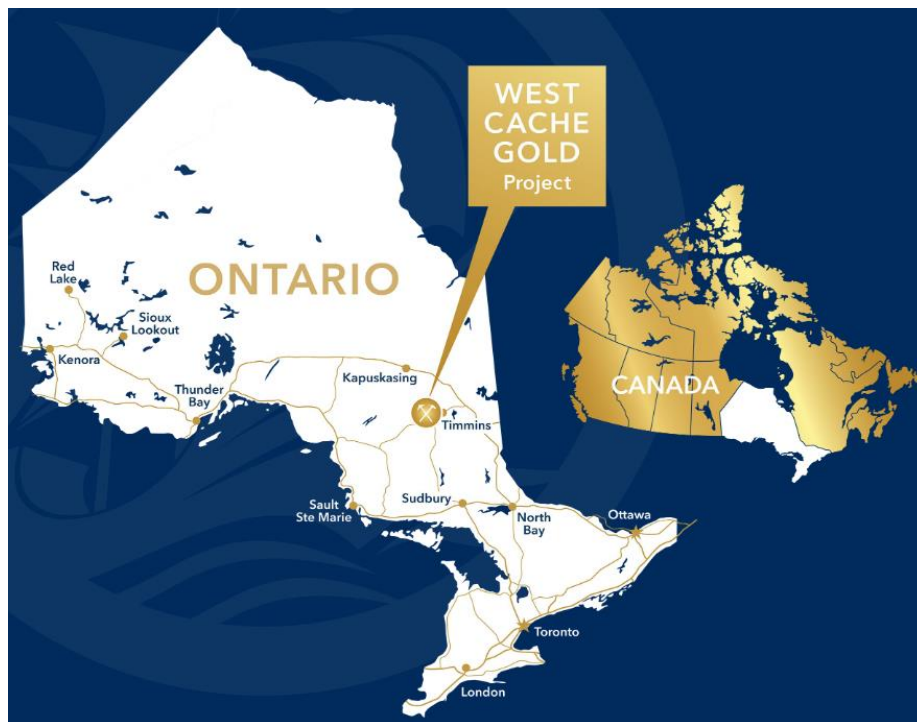 WEST
CACHE
GOLD
Project
ONTARIO
Red
Lake
Sioux
Lookout
Kenora
Thunder
Bay
Kapuskasing
Timmins
CANADA
Sault
Ste Marie
Sudbury
North
Bay
Ottawa
Toronto
London